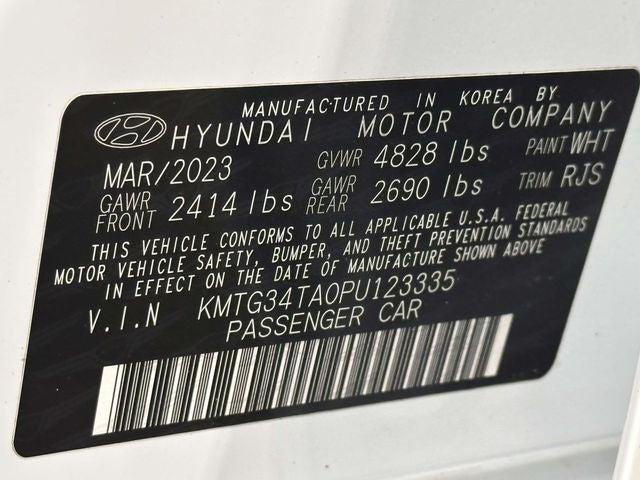 MANUFACTURED IN KOREA BY
HYUNDAI MOTOR COMPANY
MAR/2023 GVWR 4828 lbs PAINT WHT
GAWR FRONT 2414 lbs GAWR REAR 2690 lbs TRIM RJS
THIS VEHICLE CONFORMS TO ALL APPLICABLE U.S.A. FEDERAL
MOTOR VEHICLE SAFETY, BUMPER, AND THEFT PREVENTION STANDARDS
IN EFFECT ON THE DATE OF MANUFACTURE SHOWN ABOVE
V.I.N KMTG34TA0PU123335
PASSENGER CAR